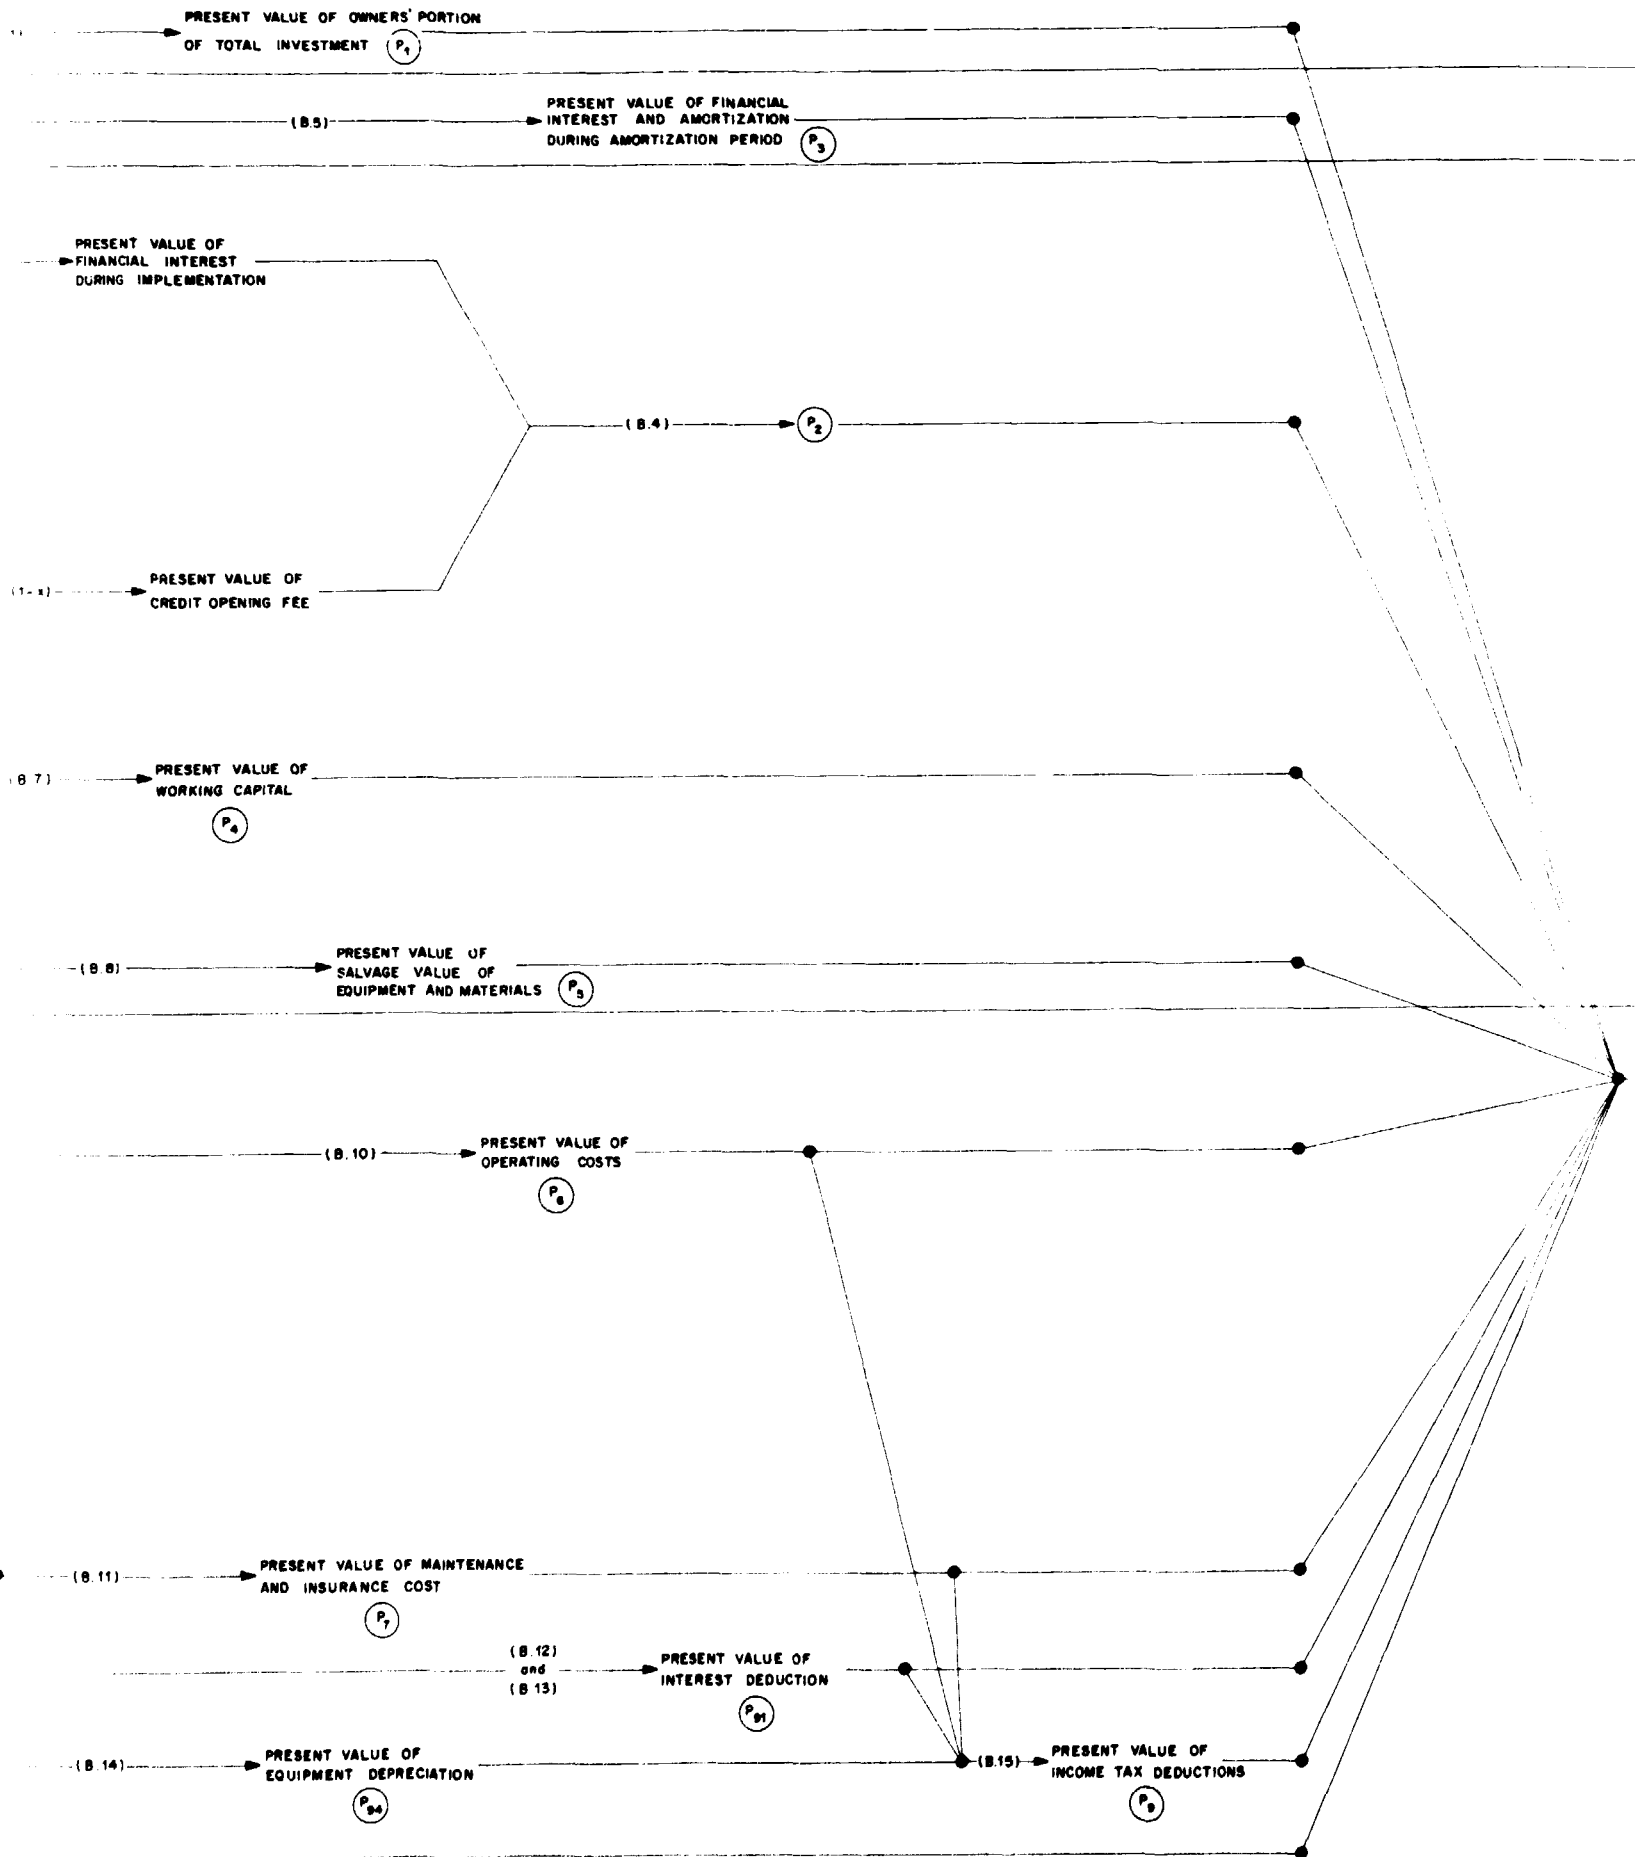 PRESENT VALUE OF OWNERS' PORTION
OF TOTAL INVESTMENT P1
(B.5)
PRESENT VALUE OF FINANCIAL
INTEREST AND AMORTIZATION
DURING AMORTIZATION PERIOD P3
PRESENT VALUE OF
FINANCIAL INTEREST
DURING IMPLEMENTATION
(B.4) P2
(1-x)
PRESENT VALUE OF
CREDIT OPENING FEE
(B.7)
PRESENT VALUE OF
WORKING CAPITAL
P4
(B.8)
PRESENT VALUE OF
SALVAGE VALUE OF
EQUIPMENT AND MATERIALS P5
(B.10)
PRESENT VALUE OF
OPERATING COSTS
P6
(B.11)
PRESENT VALUE OF MAINTENANCE
AND INSURANCE COST
P7
(B.12)
and
(B.13)
PRESENT VALUE OF
INTEREST DEDUCTION
P91
(B.14)
PRESENT VALUE OF
EQUIPMENT DEPRECIATION
P94
(B.15)
PRESENT VALUE OF
INCOME TAX DEDUCTIONS
P9